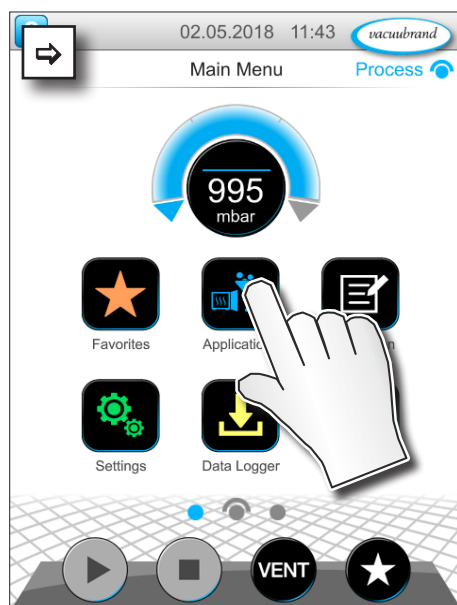 02.05.2018 11:43 vacuubrand
Main Menu Process
995
mbar
Favorites
Settings Data Logger
VENT